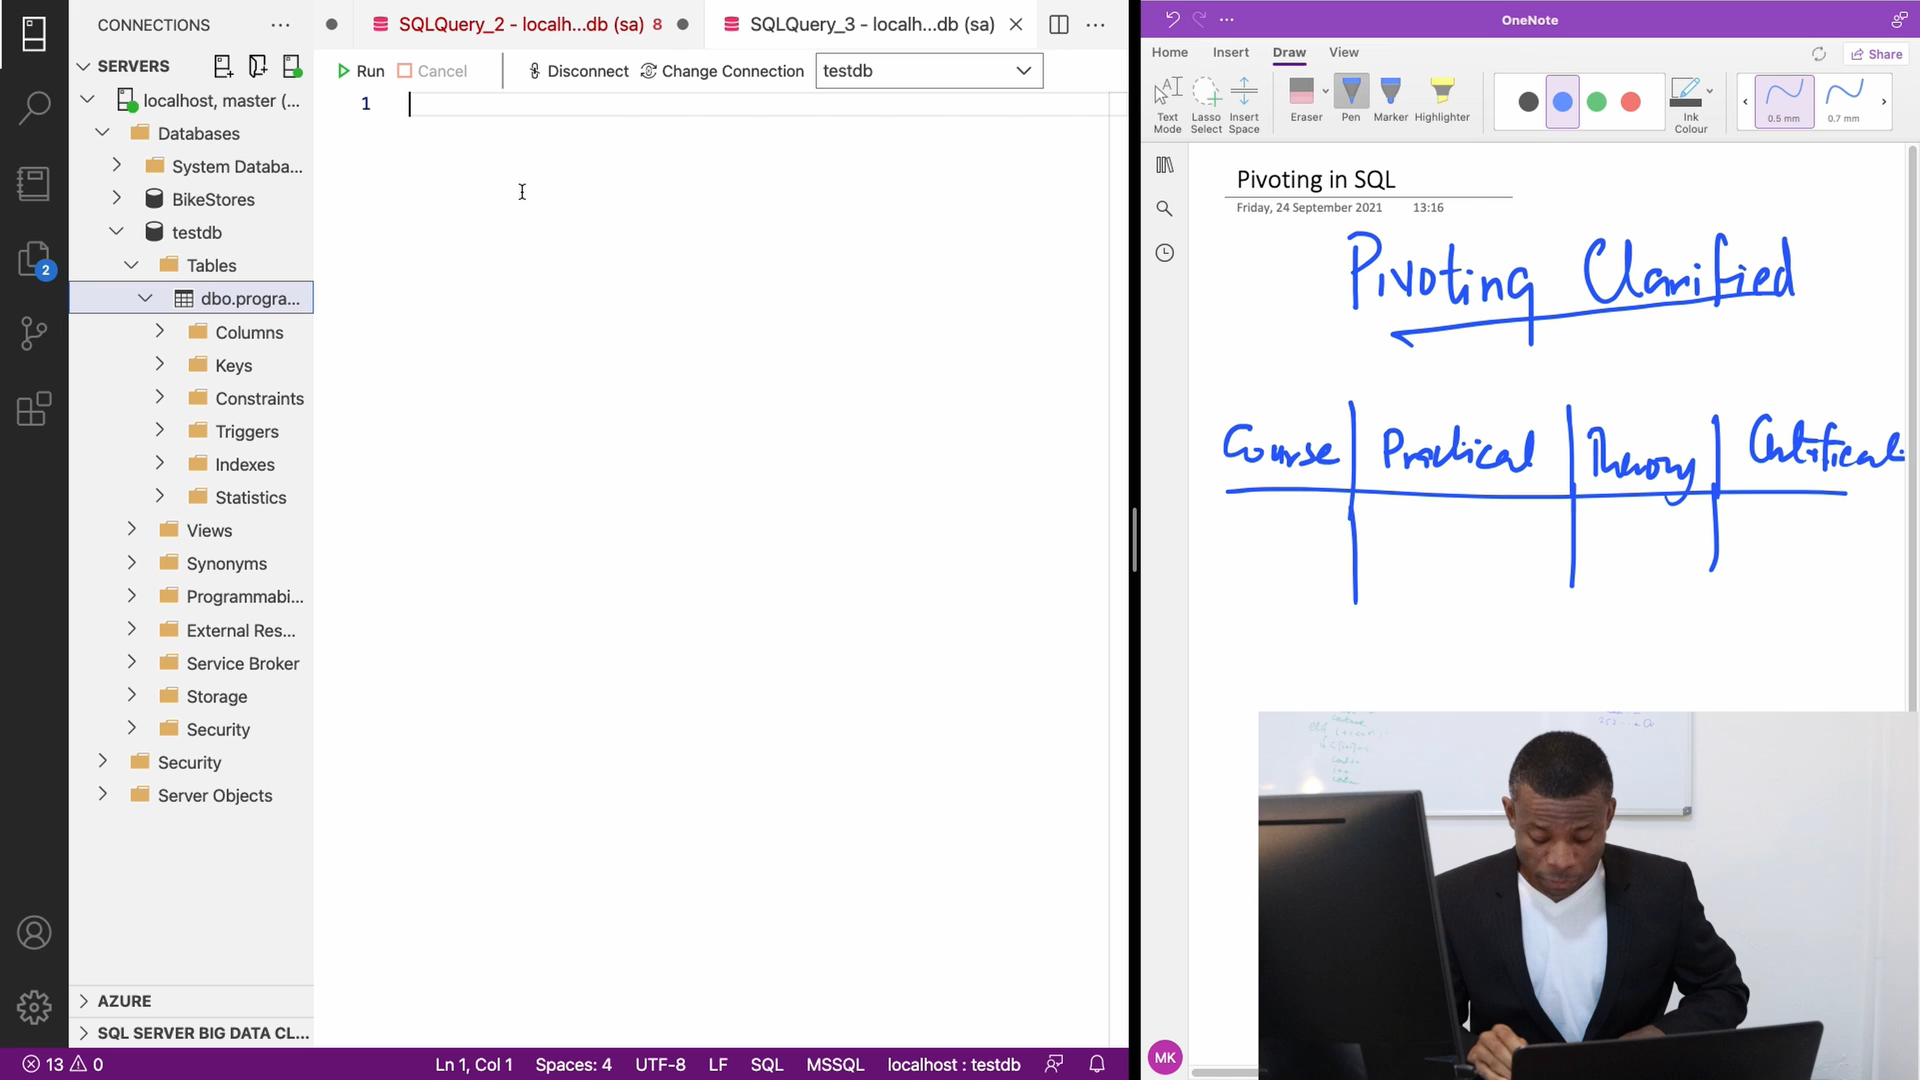 CONNECTIONS
SERVERS
localhost, master (...
Databases
System Databa...
BikeStores
testdb
Tables
dbo.progra...
Columns
Keys
Constraints
Triggers
Indexes
Statistics
Views
Synonyms
Programmabi...
External Res...
Service Broker
Storage
Security
Security
Server Objects
AZURE
SQL SERVER BIG DATA CL...
2
SQLQuery_2 - localh...db (sa) 8
SQLQuery_3 - localh...db (sa)
Run Cancel Disconnect Change Connection testdb
1
13 0 Ln 1, Col 1 Spaces: 4 UTF-8 LF SQL MSSQL localhost : testdb
OneNote
Home Insert Draw View Share
Text Mode
Lasso Select
Insert Space
Eraser
Pen
Marker
Highlighter
Ink Colour
0.5 mm
0.7 mm
Pivoting in SQL
Friday, 24 September 2021 13:16
Pivoting Clarified
Course Practical Theory
MK